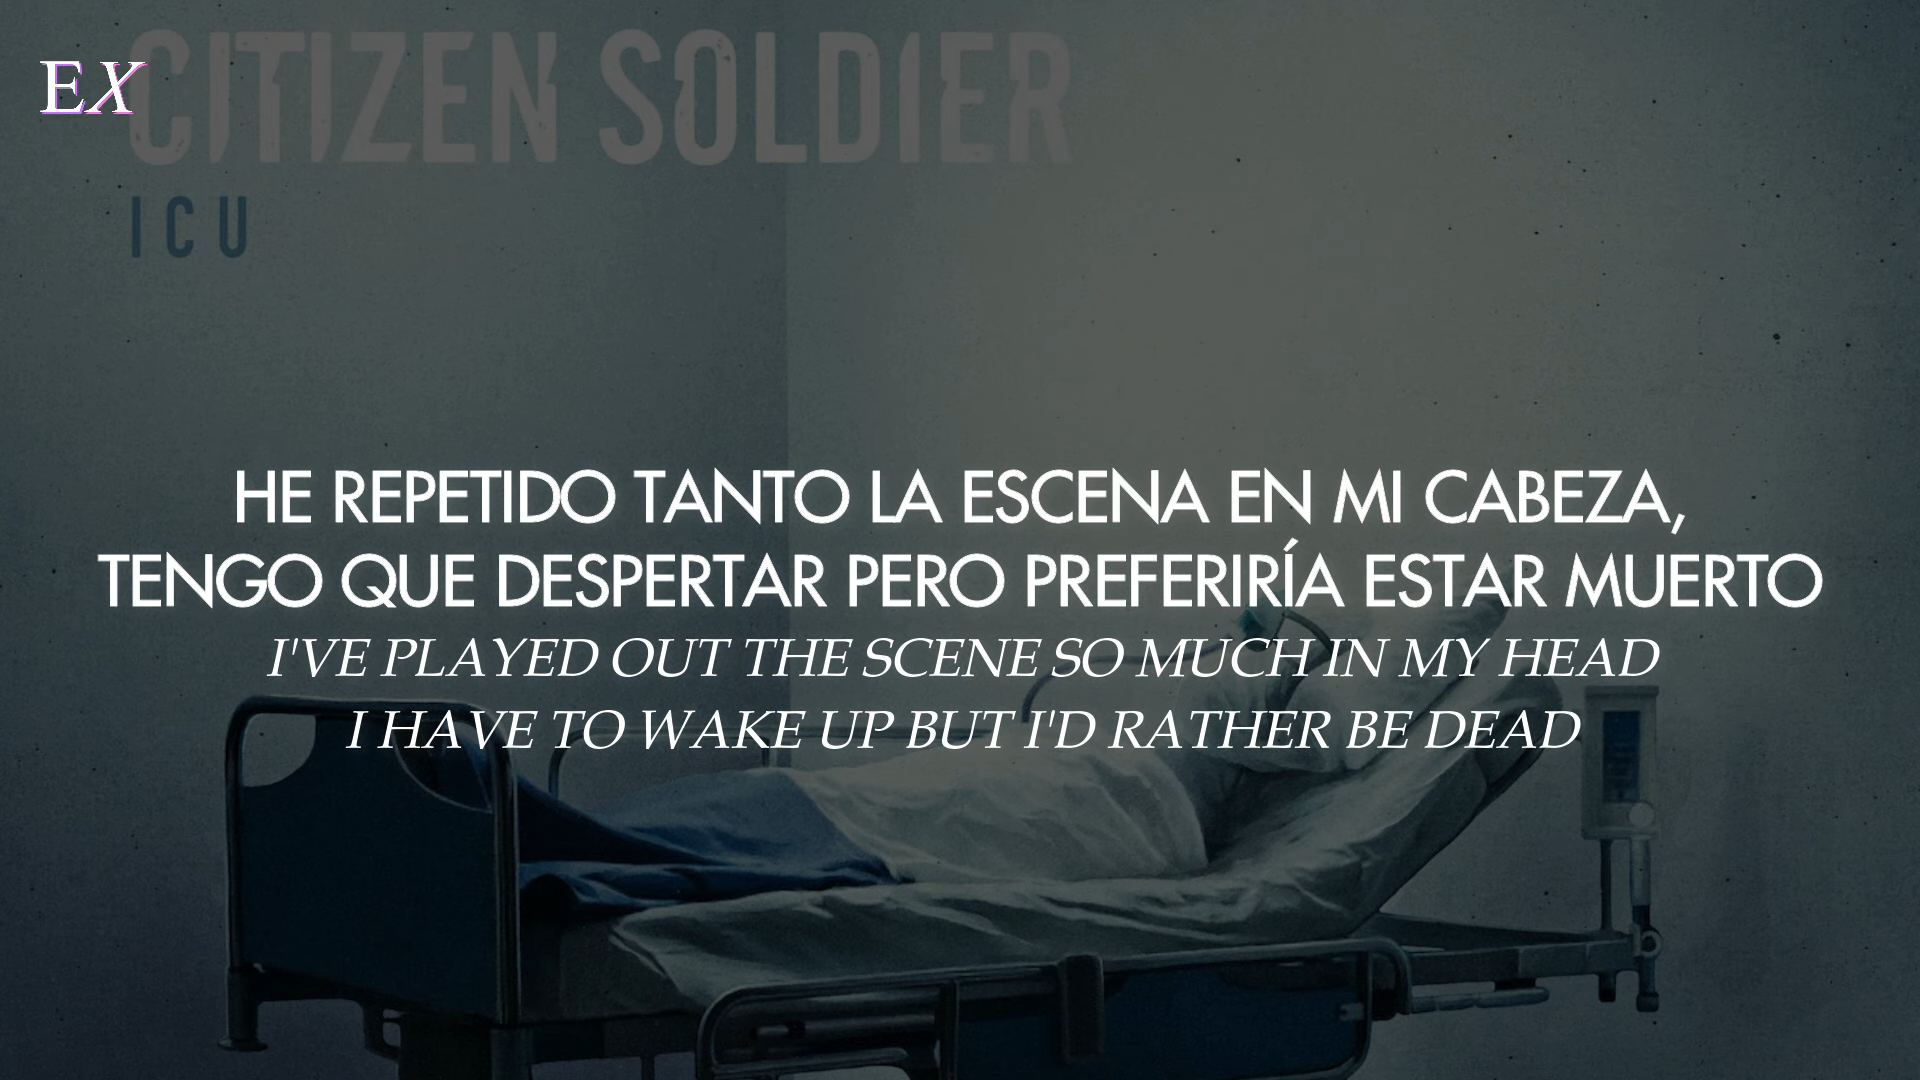 EX
CITIZEN SOLDIER
ICU
HE REPETIDO TANTO LA ESCENA EN MI CABEZA,
TENGO QUE DESPERTAR PERO PREFERIRÍA ESTAR MUERTO
I'VE PLAYED OUT THE SCENE SO MUCH IN MY HEAD
I HAVE TO WAKE UP BUT I'D RATHER BE DEAD